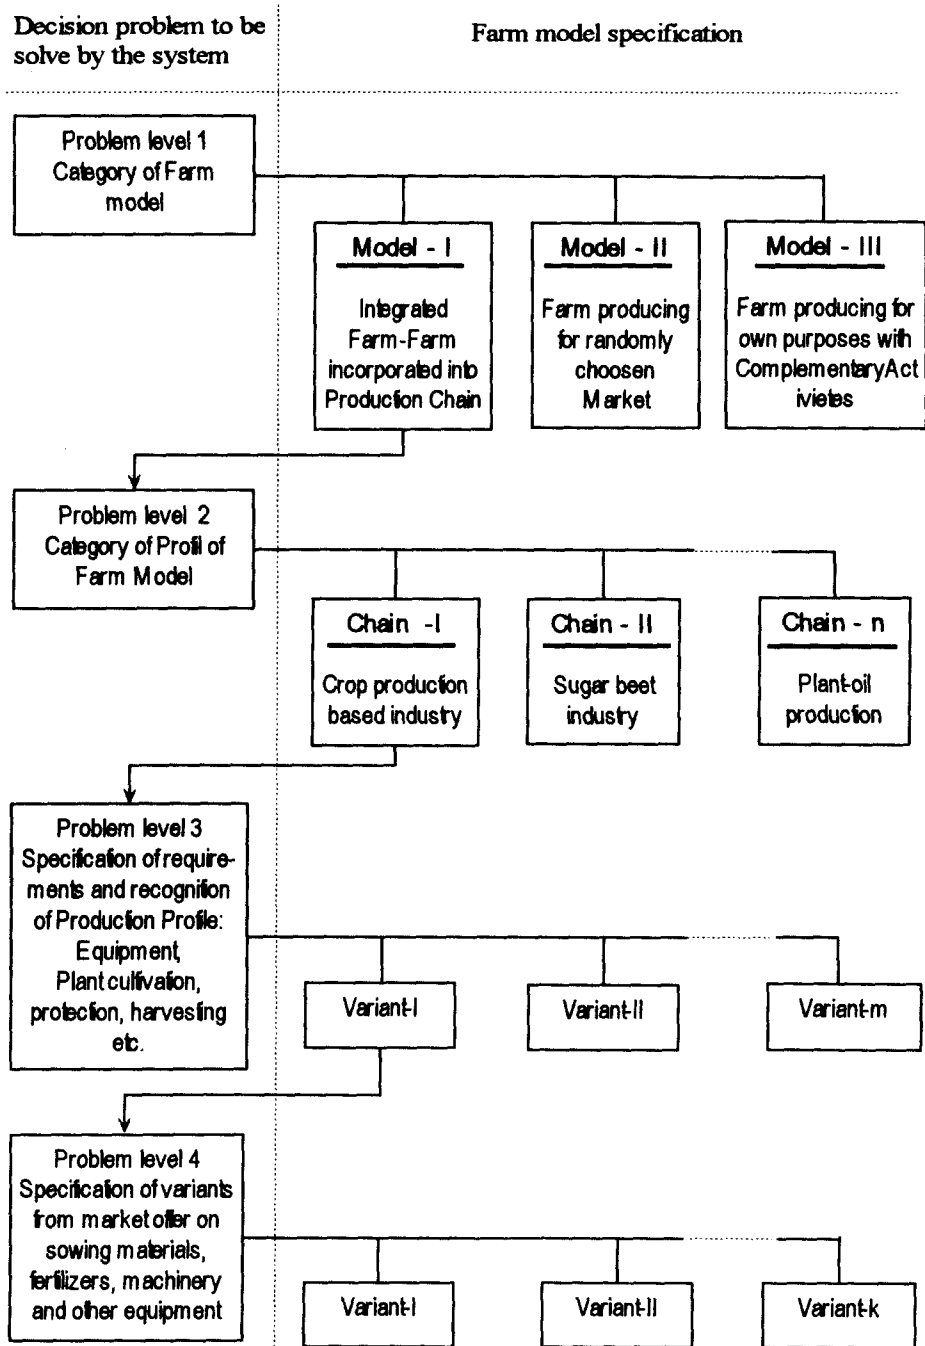 Decision problem to be
solve by the system
Farm model specification
Problem level 1
Category of Farm
model
Model - I
Integrated
Farm-Farm
incorporated into
Production Chain
Model - II
Farm producing
for randomly
choosen
Market
Model - III
Farm producing for
own purposes with
ComplementaryAct
ivietes
Problem level 2
Category of Profil of
Farm Model
Chain -I
Crop production
based industry
Chain - II
Sugar beet
industry
Chain - n
Plant-oil
production
Problem level 3
Specification of require-
ments and recognition
of Production Profile:
Equipment,
Plant cultivation,
protection, harvesting
etc.
Variant-I
Variant-II
Variant-m
Problem level 4
Specification of variants
from market offer on
sowing materials,
fertilizers, machinery
and other equipment
Variant-I
Variant-II
Variant-k